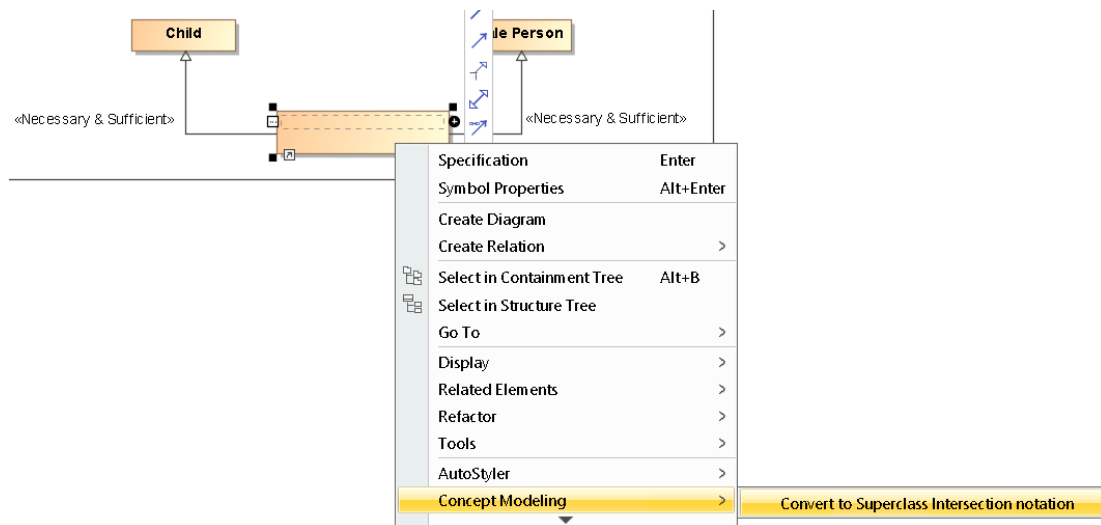 Child
le Person
«Necessary & Sufficient»
«Necessary & Sufficient»
Specification Enter
Symbol Properties Alt+Enter
Create Diagram
Create Relation >
Select in Containment Tree Alt+B
Select in Structure Tree
Go To >
Display >
Related Elements >
Refactor >
Tools >
AutoStyler >
Concept Modeling >
Convert to Superclass Intersection notation